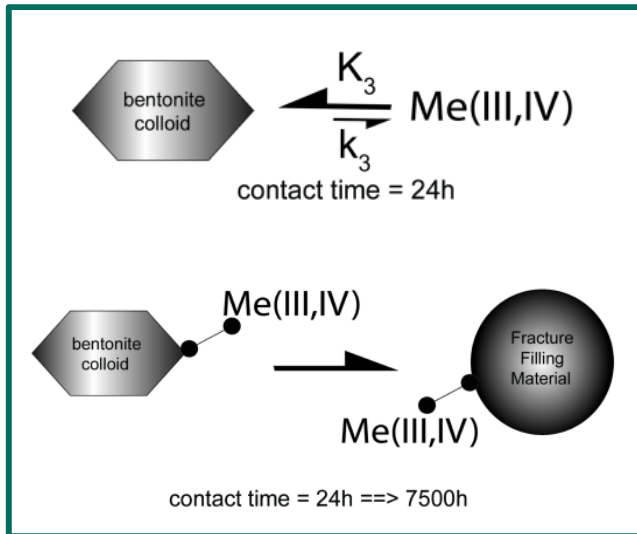 K₃
bentonite
colloid
Me(III,IV)
k₃
contact time = 24h
Me(III,IV)
bentonite
colloid
Fracture
Filling
Material
Me(III,IV)
contact time = 24h ==> 7500h